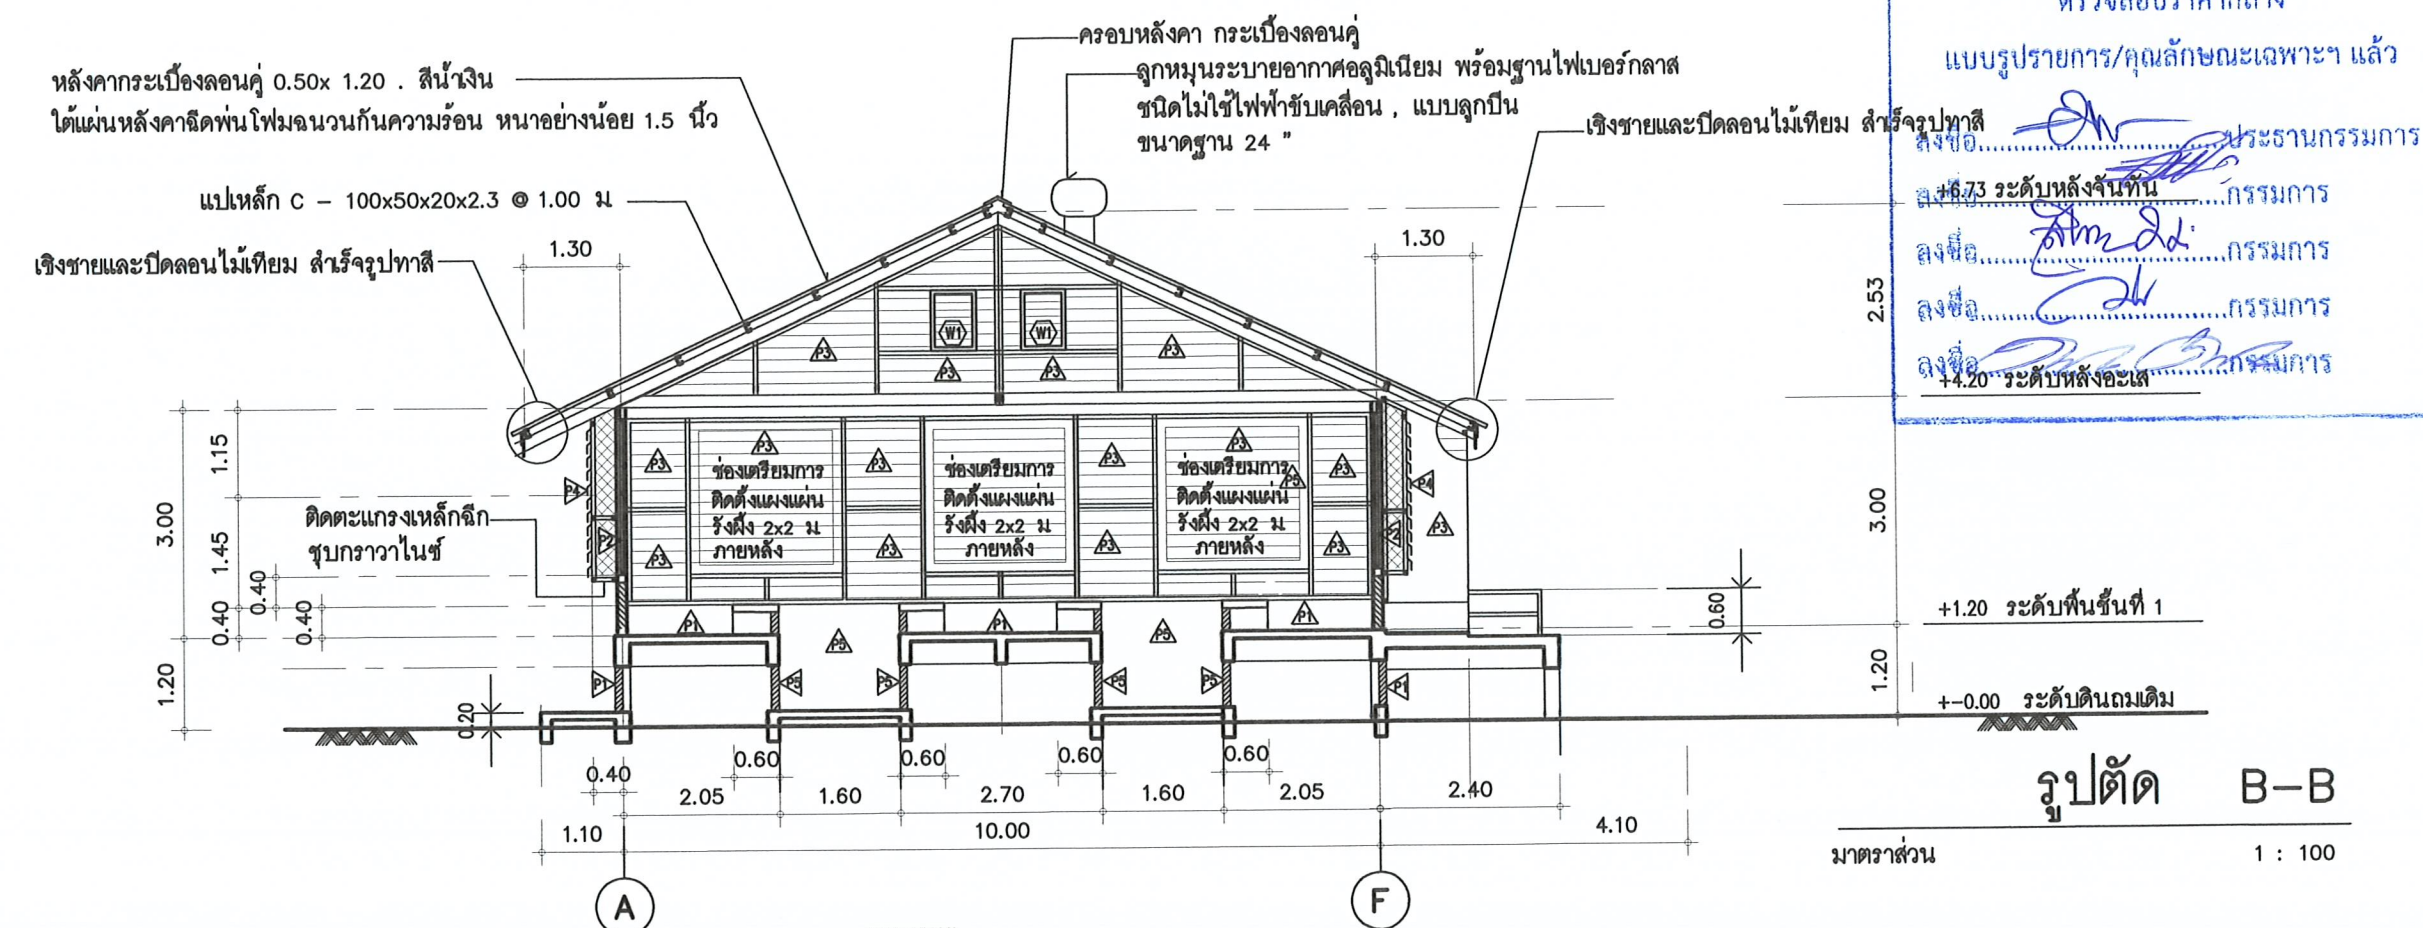 ครอบหลังคา กระเบื้องลอนคู่
หลังคากระเบื้องลอนคู่ 0.50x 1.20 . สีน้ำเงิน
ใต้แผ่นหลังคาฉีดพ่นโฟมฉนวนกันความร้อน หนาอย่างน้อย 1.5 นิ้ว
ลูกหมุนระบายอากาศอลูมิเนียม พร้อมฐานไฟเบอร์กลาส
ชนิดไม่ใช้ไฟฟ้าขับเคลื่อน , แบบลูกปืน
ขนาดฐาน 24 "
เชิงชายและปิดลอนไม้เทียม สำเร็จรูปทาสี
แปเหล็ก C - 100x50x20x2.3 @ 1.00 ม
เชิงชายและปิดลอนไม้เทียม สำเร็จรูปทาสี
แบบรูปรายการ/คุณลักษณะเฉพาะฯ แล้ว
ลงชื่อ..........ประธานกรรมการ
ลงชื่อ..........กรรมการ
ลงชื่อ..........กรรมการ
ลงชื่อ..........กรรมการ
ลงชื่อ..........กรรมการ
+6.73 ระดับหลังจันทัน
+4.20 ระดับหลังอะเส
1.30
1.30
2.53
W1
W1
P3
P3
P3
P3
P3
P3
P3
P3
P3
P3
P3
P5
P4
P4
P3
ช่องเตรียมการ
ติดตั้งแผงแผ่น
รังผึ้ง 2x2 ม
ภายหลัง
ช่องเตรียมการ
ติดตั้งแผงแผ่น
รังผึ้ง 2x2 ม
ภายหลัง
ช่องเตรียมการ
ติดตั้งแผงแผ่น
รังผึ้ง 2x2 ม
ภายหลัง
ติดตะแกรงเหล็กฉีก
ชุบกราวาไนซ์
P2
P3
P3
P3
P3
P2
3.00
1.15
1.45
0.40
0.40
0.40
1.20
0.20
3.00
0.60
1.20
+1.20 ระดับพื้นชั้นที่ 1
+-0.00 ระดับดินถมเดิม
P1
P1
P1
P5
P5
P1
P5
P5
P5
P5
P1
0.40
0.60
0.60
0.60
0.60
2.05
1.60
2.70
1.60
2.05
2.40
1.10
10.00
4.10
A
F
รูปตัด B-B
มาตราส่วน 1 : 100